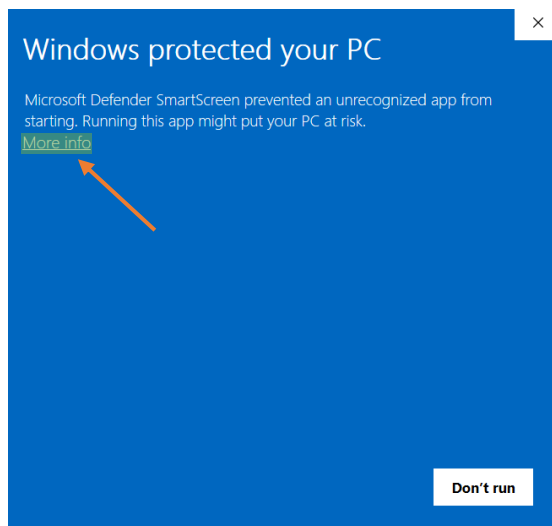 Windows protected your PC
Microsoft Defender SmartScreen prevented an unrecognized app from
starting. Running this app might put your PC at risk.
More info
Don't run